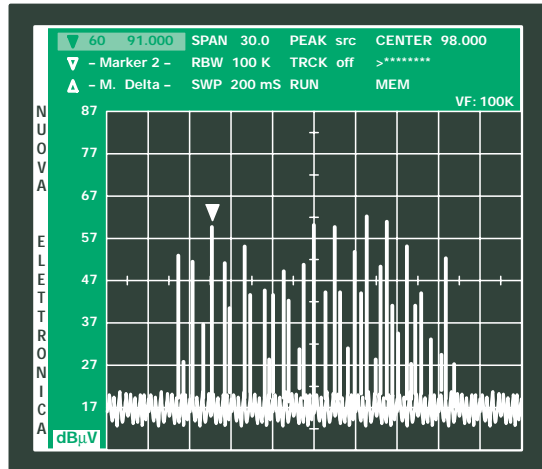 ▼ 60 91.000 SPAN 30.0 PEAK src CENTER 98.000
▽ – Marker 2 – RBW 100 K TRCK off >********
△ – M. Delta – SWP 200 mS RUN MEM
VF: 100K
NUOVA ELETTRONICA
87
77
67
57
47
37
27
17
dBµV